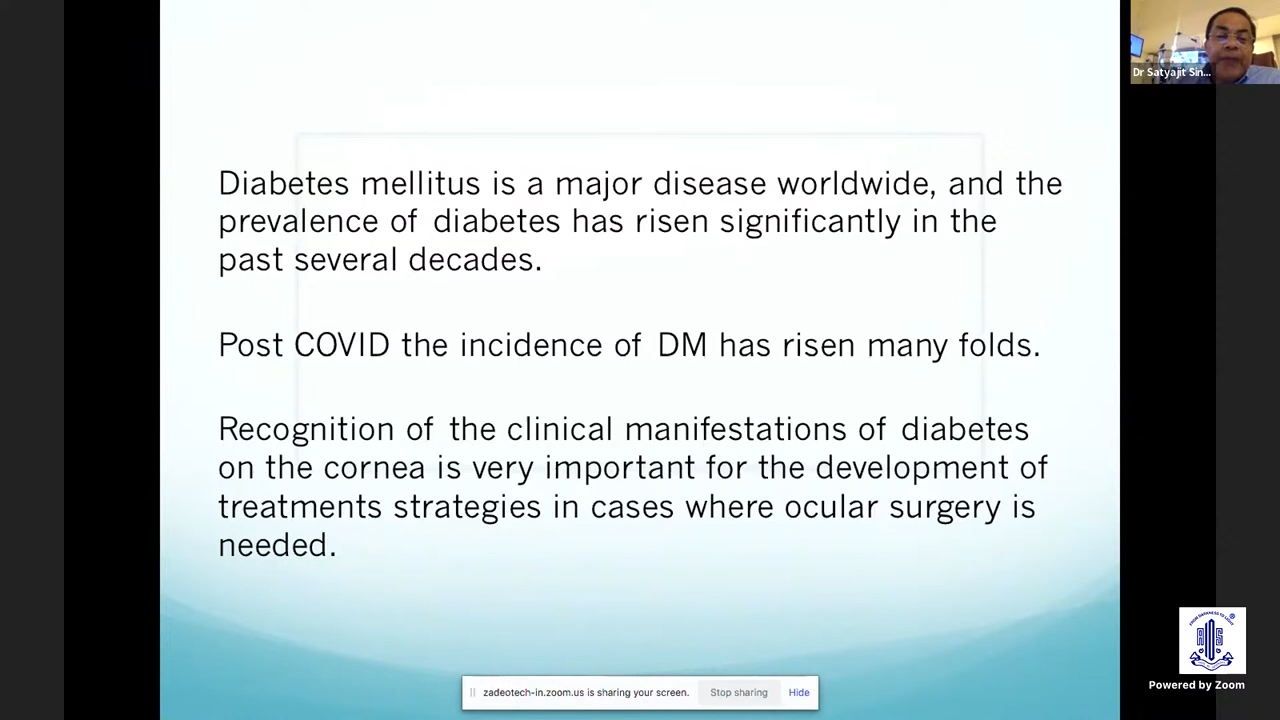 Dr Satyajit Sin...
Diabetes mellitus is a major disease worldwide, and the
prevalence of diabetes has risen significantly in the
past several decades.
Post COVID the incidence of DM has risen many folds.
Recognition of the clinical manifestations of diabetes
on the cornea is very important for the development of
treatments strategies in cases where ocular surgery is
needed.
Powered by Zoom
zadeotech-in.zoom.us is sharing your screen.
Stop sharing
Hide